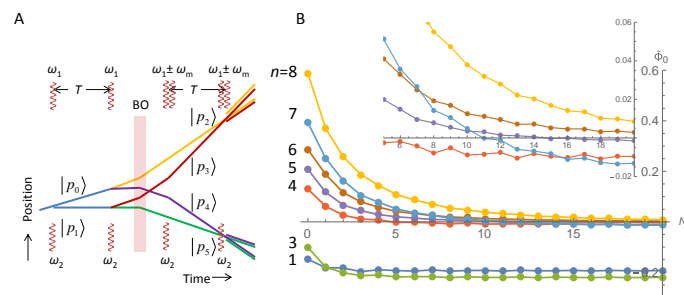 A
ω₁
ω₁
ω₁± ωₘ
ω₁± ωₘ
T
T
BO
|p₂⟩
|p₀⟩
|p₃⟩
|p₄⟩
|p₁⟩
|p₅⟩
Position
ω₂
ω₂
ω₂
ω₂
Time
B
n=8
7
6
5
4
3
1
0.06
0.04
0.02
−0.02
6
8
10
12
14
16
18
Φ̃₀
0.6
0.4
0.2
-0.2
0
5
10
15
N